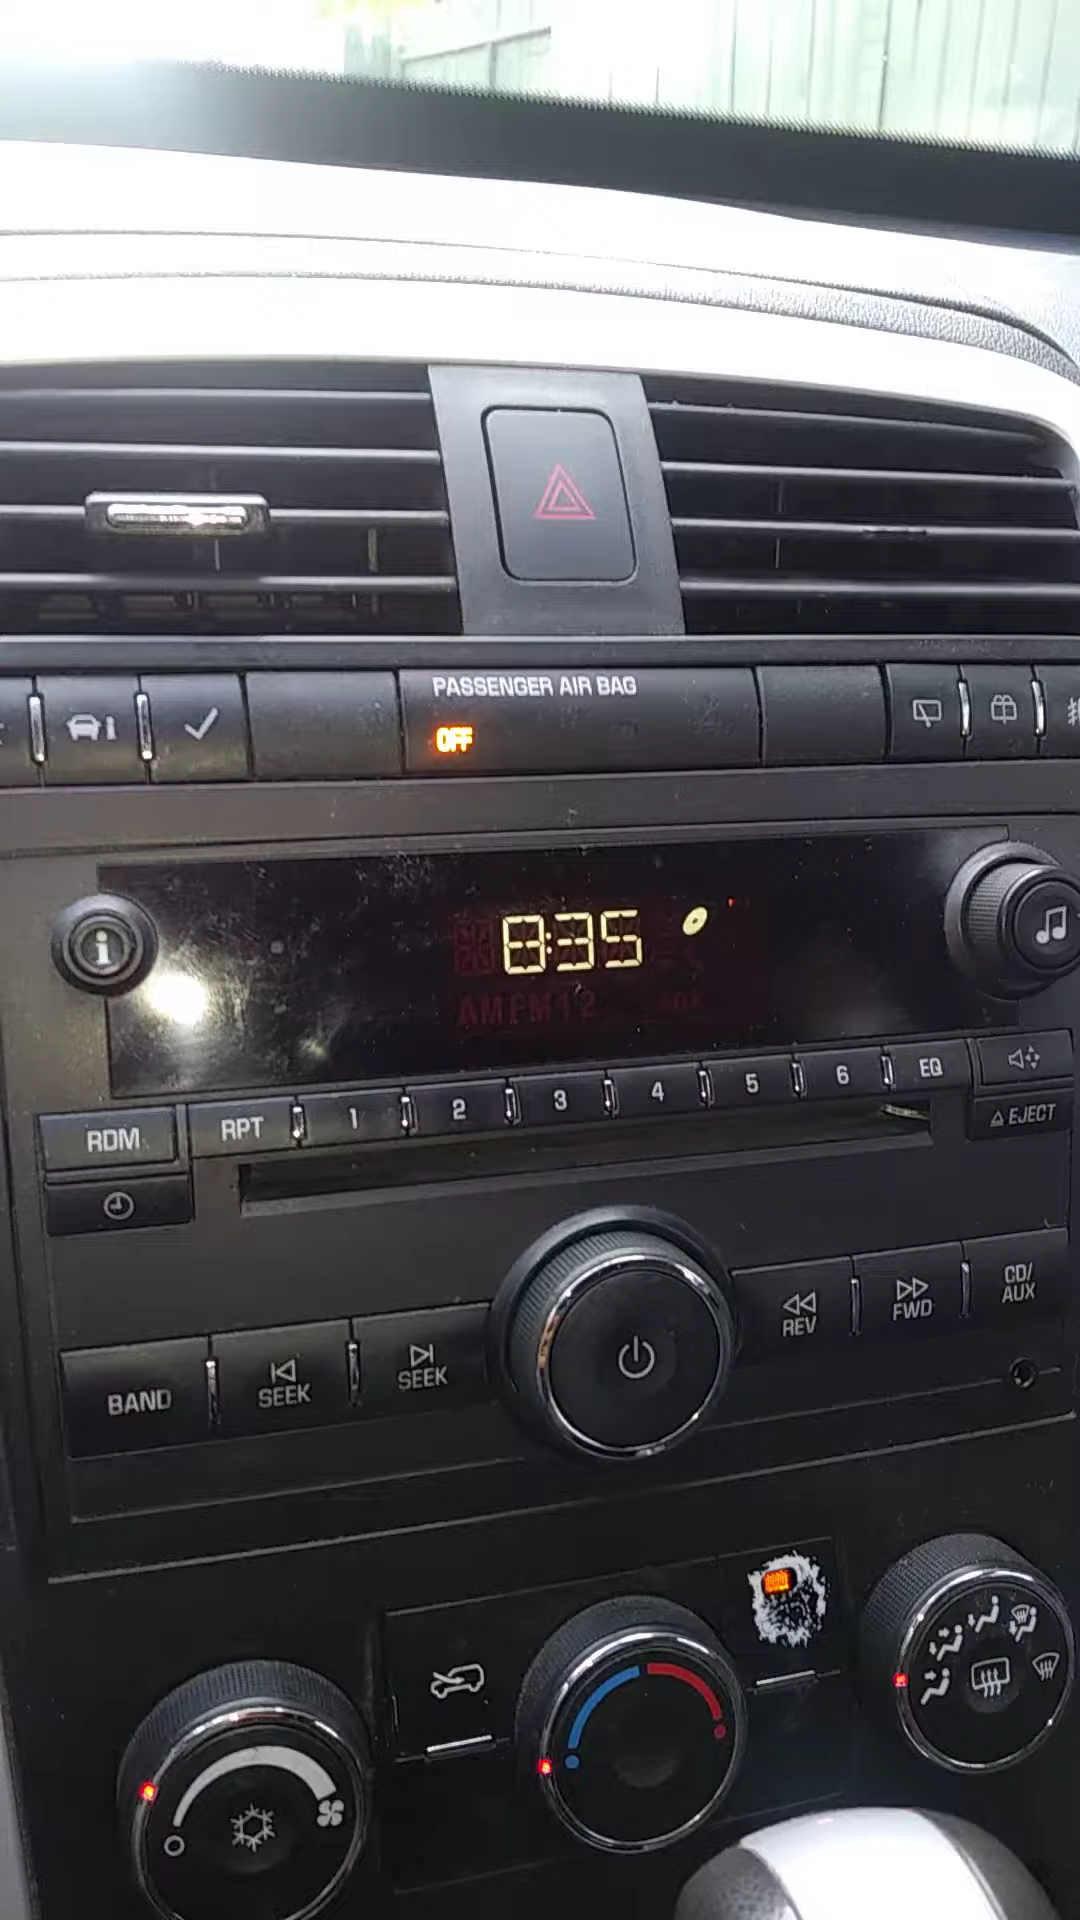 PASSENGER AIR BAG
OFF
i
8:35
AMFM12
RDM
RPT
1
2
3
4
5
6
EQ
EJECT
BAND
SEEK
SEEK
REV
FWD
CD/
AUX